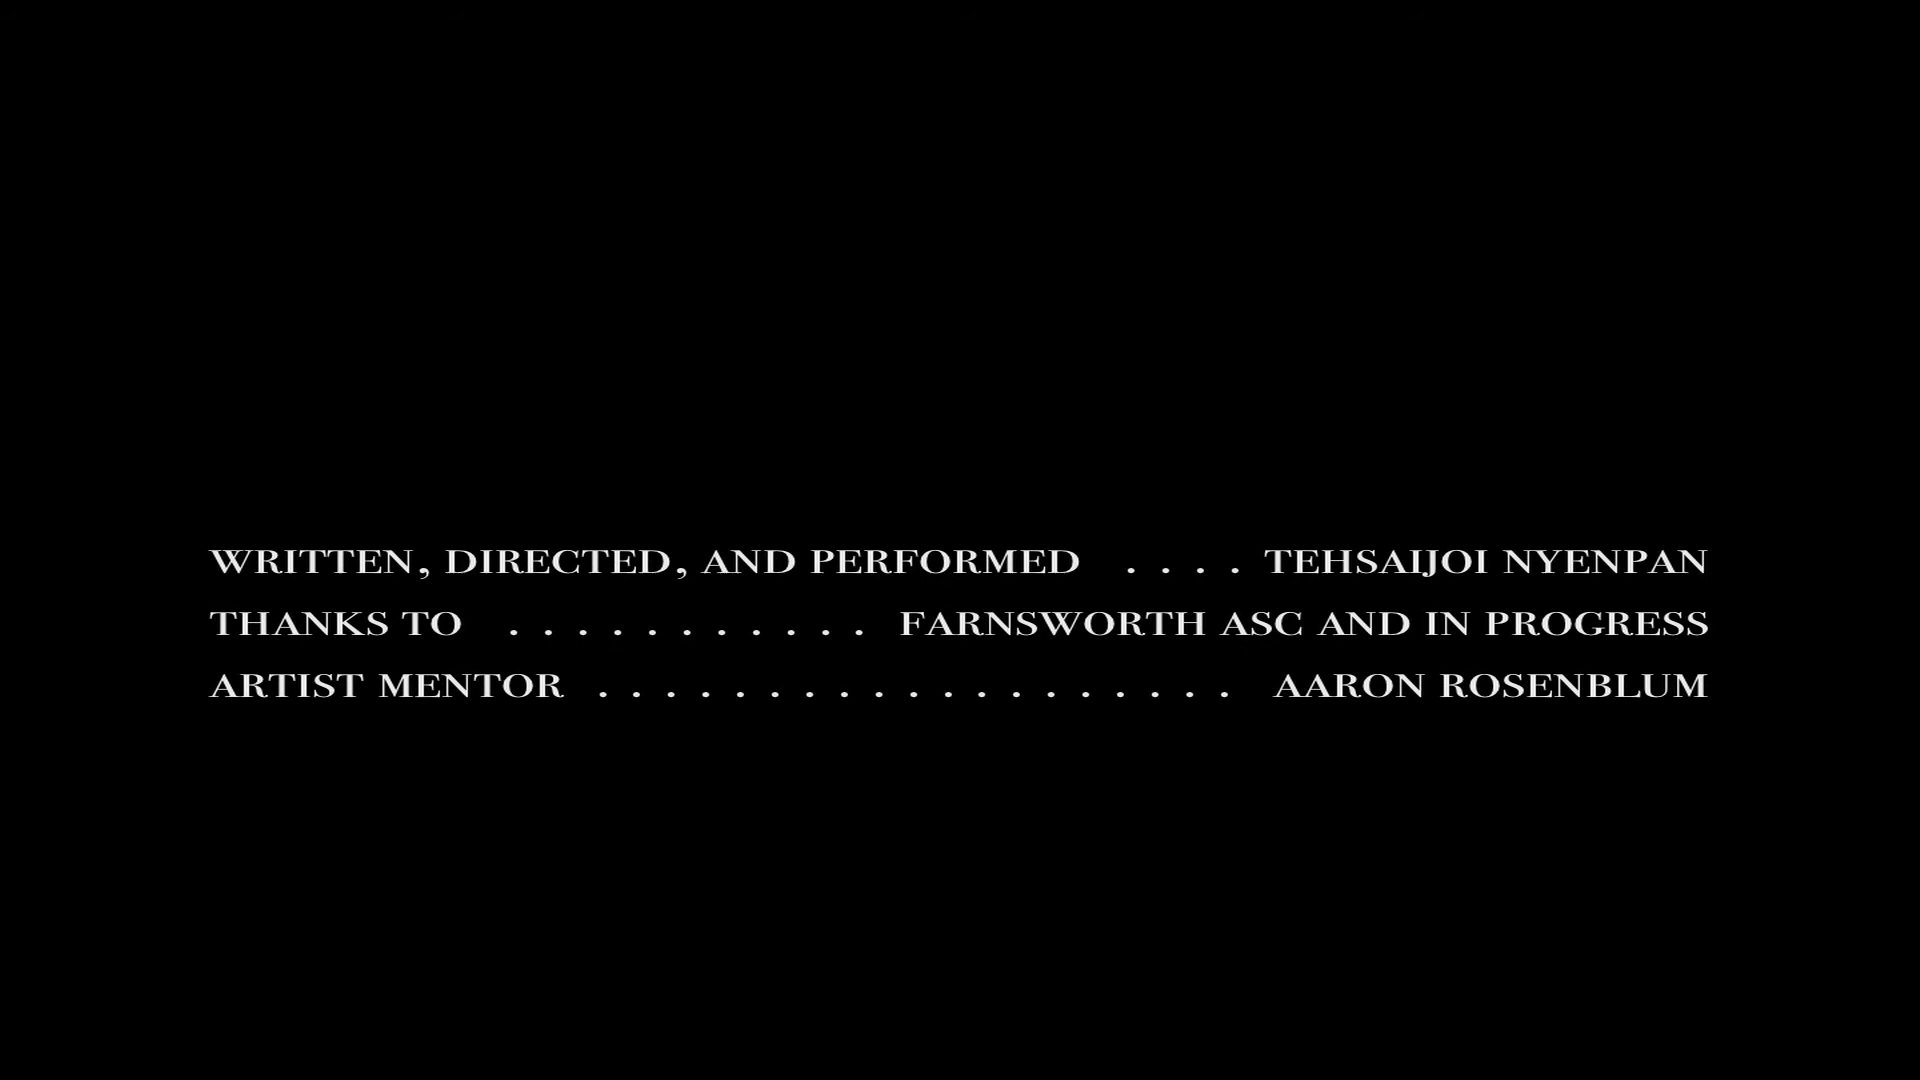 WRITTEN, DIRECTED, AND PERFORMED . . . . TEHSAIJOI NYENPAN
THANKS TO . . . . . . . . . . . FARNSWORTH ASC AND IN PROGRESS
ARTIST MENTOR . . . . . . . . . . . . . . . . . . . AARON ROSENBLUM